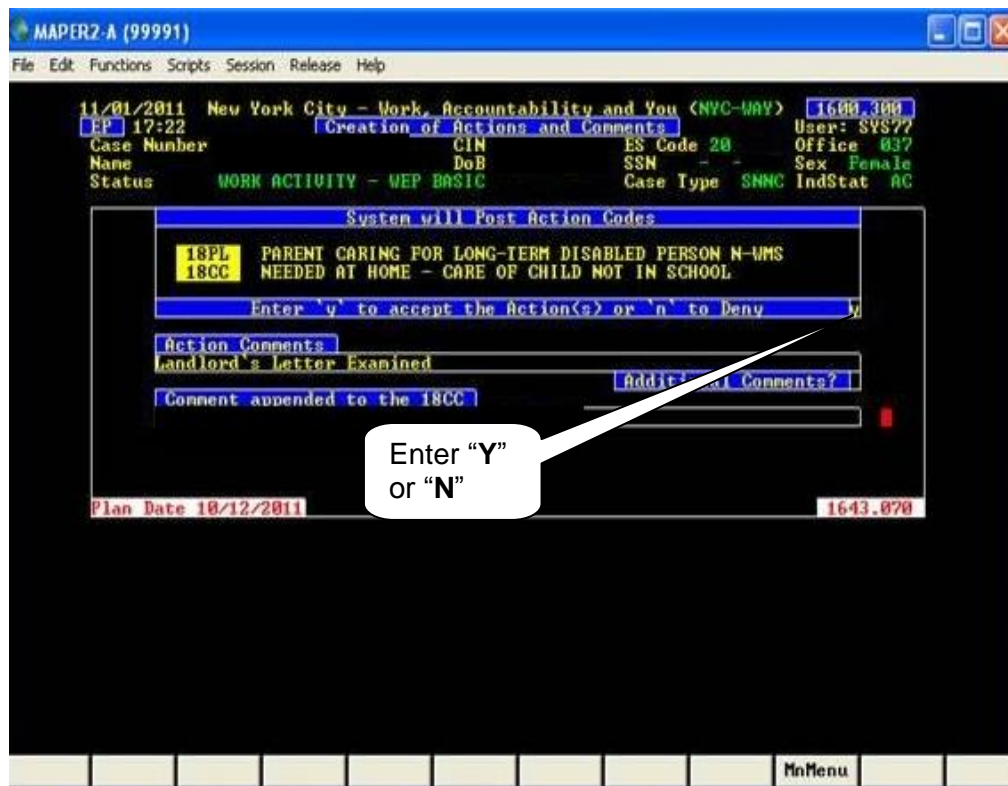 MAPER2-A (99991)
File Edit Functions Scripts Session Release Help
11/01/2011 New York City - Work, Accountability and You (NYC-WAY) 1600.300
EP 17:22 Creation of Actions and Comments User: SYS77
Case Number CIN ES Code 20 Office 037
Name DoB SSN - - Sex Female
Status WORK ACTIVITY - WEP BASIC Case Type SNNC IndStat AC
System will Post Action Codes
18PL PARENT CARING FOR LONG-TERM DISABLED PERSON N-WMS
18CC NEEDED AT HOME - CARE OF CHILD NOT IN SCHOOL
Enter `y` to accept the Action(s) or `n` to Deny y
Action Comments
Landlord`s Letter Examined
Additional Comments?
Comment appended to the 18CC
Enter “Y”
or “N”
Plan Date 10/12/2011 1643.070
MnMenu